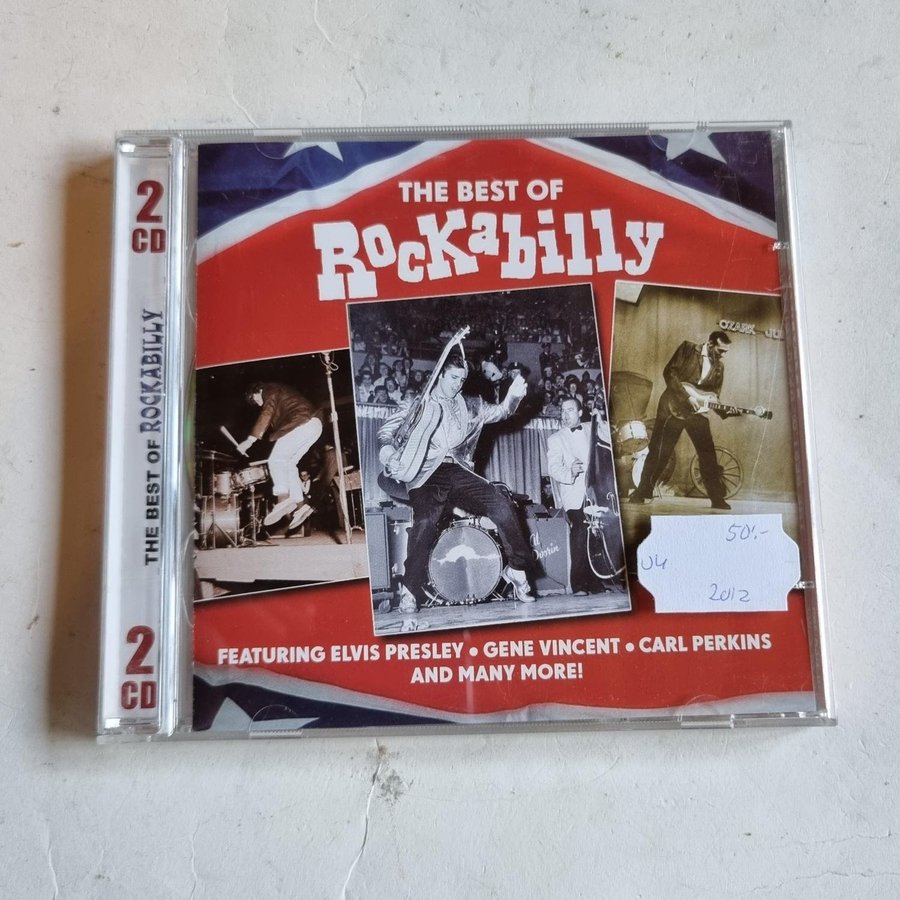 2
CD
THE BEST OF ROCKABILLY
2
CD
THE BEST OF
Rockabilly
OZARK JU
50:-
2012
FEATURING ELVIS PRESLEY • GENE VINCENT • CARL PERKINS
AND MANY MORE!